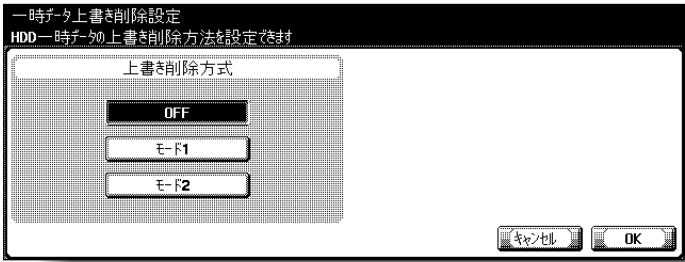 一時ﾃﾞｰﾀ上書き削除設定
HDD一時ﾃﾞｰﾀの上書き削除方法を設定できます
上書き削除方式
OFF
ﾓｰﾄﾞ1
ﾓｰﾄﾞ2
ｷｬﾝｾﾙ
OK